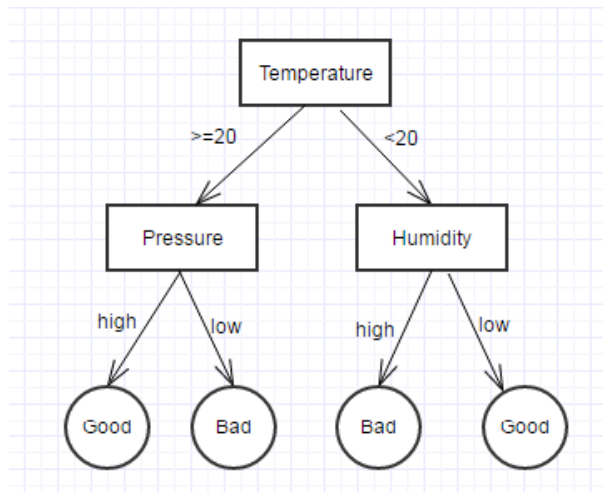 Temperature
>=20
<20
Pressure
Humidity
high
low
high
low
Good
Bad
Bad
Good